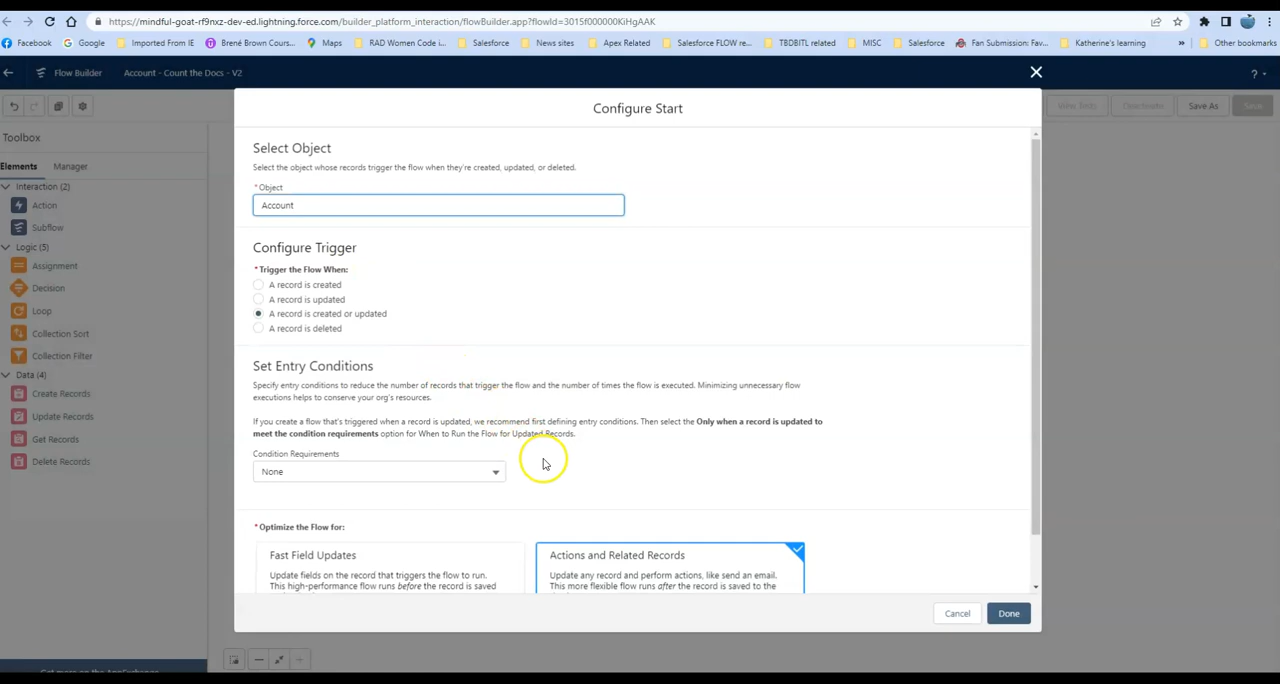 https://mindful-goat-rf9nxz-dev-ed.lightning.force.com/builder_platform_interaction/flowBuilder.app?flowId=3015f000000KiHgAAK
Facebook Google Imported From IE Brené Brown Cours... Maps RAD Women Code i... Salesforce News sites Apex Related Salesforce FLOW re... TBDBITL related MISC Salesforce Fan Submission: Fav... Katherine's learning » Other bookmarks
Flow Builder Account - Count the Docs - V2 ?
View Tests Deactivate Save As Save
Configure Start
Toolbox
Elements Manager
Interaction (2)
Action
Subflow
Logic (5)
Assignment
Decision
Loop
Collection Sort
Collection Filter
Data (4)
Create Records
Update Records
Get Records
Delete Records
Select Object
Select the object whose records trigger the flow when they're created, updated, or deleted.
* Object
Account
Configure Trigger
* Trigger the Flow When:
A record is created
A record is updated
A record is created or updated
A record is deleted
Set Entry Conditions
Specify entry conditions to reduce the number of records that trigger the flow and the number of times the flow is executed. Minimizing unnecessary flow
executions helps to conserve your org's resources.
If you create a flow that's triggered when a record is updated, we recommend first defining entry conditions. Then select the Only when a record is updated to
meet the condition requirements option for When to Run the Flow for Updated Records.
Condition Requirements
None
* Optimize the Flow for:
Fast Field Updates
Update fields on the record that triggers the flow to run.
This high-performance flow runs before the record is saved
Actions and Related Records
Update any record and perform actions, like send an email.
This more flexible flow runs after the record is saved to the
Cancel Done
Get more on the AppExchange